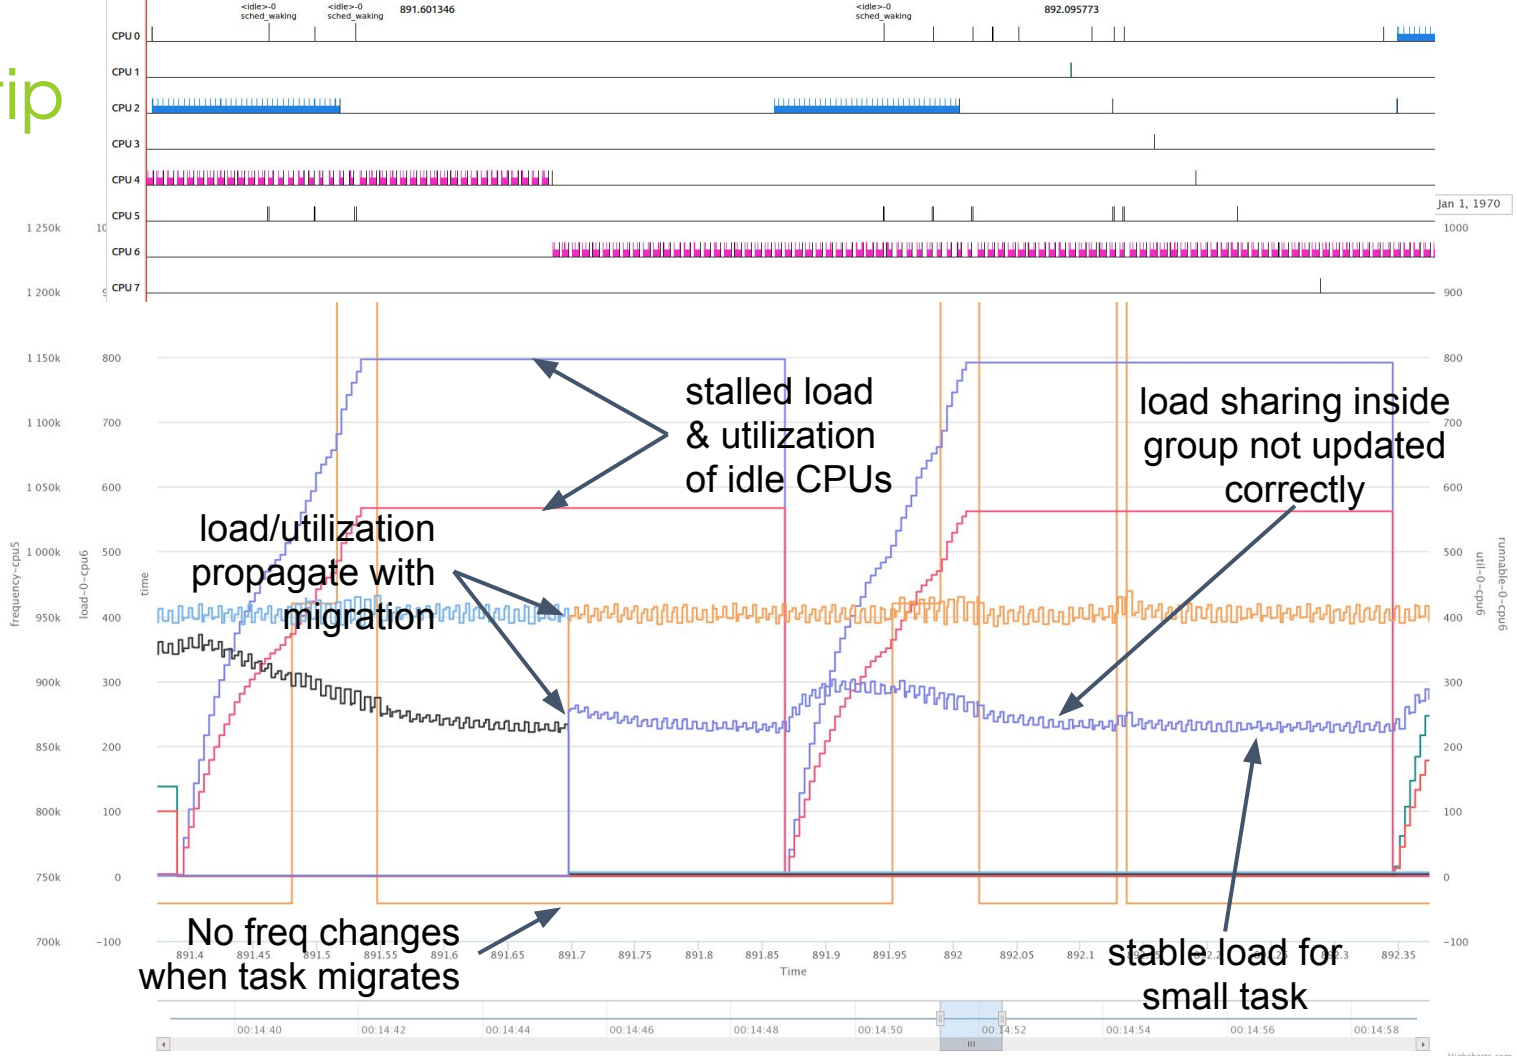 <idle>-0
sched_waking
<idle>-0
sched_waking
891.601346
<idle>-0
sched_waking
892.095773
rip
CPU 0
CPU 1
CPU 2
CPU 3
CPU 4
CPU 5
CPU 6
CPU 7
Jan 1, 1970
1 250k
1 200k
1 150k
1 100k
1 050k
1 000k
950k
900k
850k
800k
750k
700k
frequency-cpu5
10
9
800
700
600
500
400
300
200
100
0
-100
load-0-cpu6
time
1000
900
800
700
600
500
400
300
200
100
0
-100
util-0-cpu6
runnable-0-cpu6
stalled load
& utilization
of idle CPUs
load sharing inside
group not updated
correctly
load/utilization
propagate with
migration
No freq changes
when task migrates
stable load for
small task
891.4 891.45 891.5 891.55 891.6 891.65 891.7 891.75 891.8 891.85 891.9 891.95 892 892.05 892.1 892.2 892.25 892.3 892.35
Time
00:14:40 00:14:42 00:14:44 00:14:46 00:14:48 00:14:50 00:14:52 00:14:54 00:14:56 00:14:58